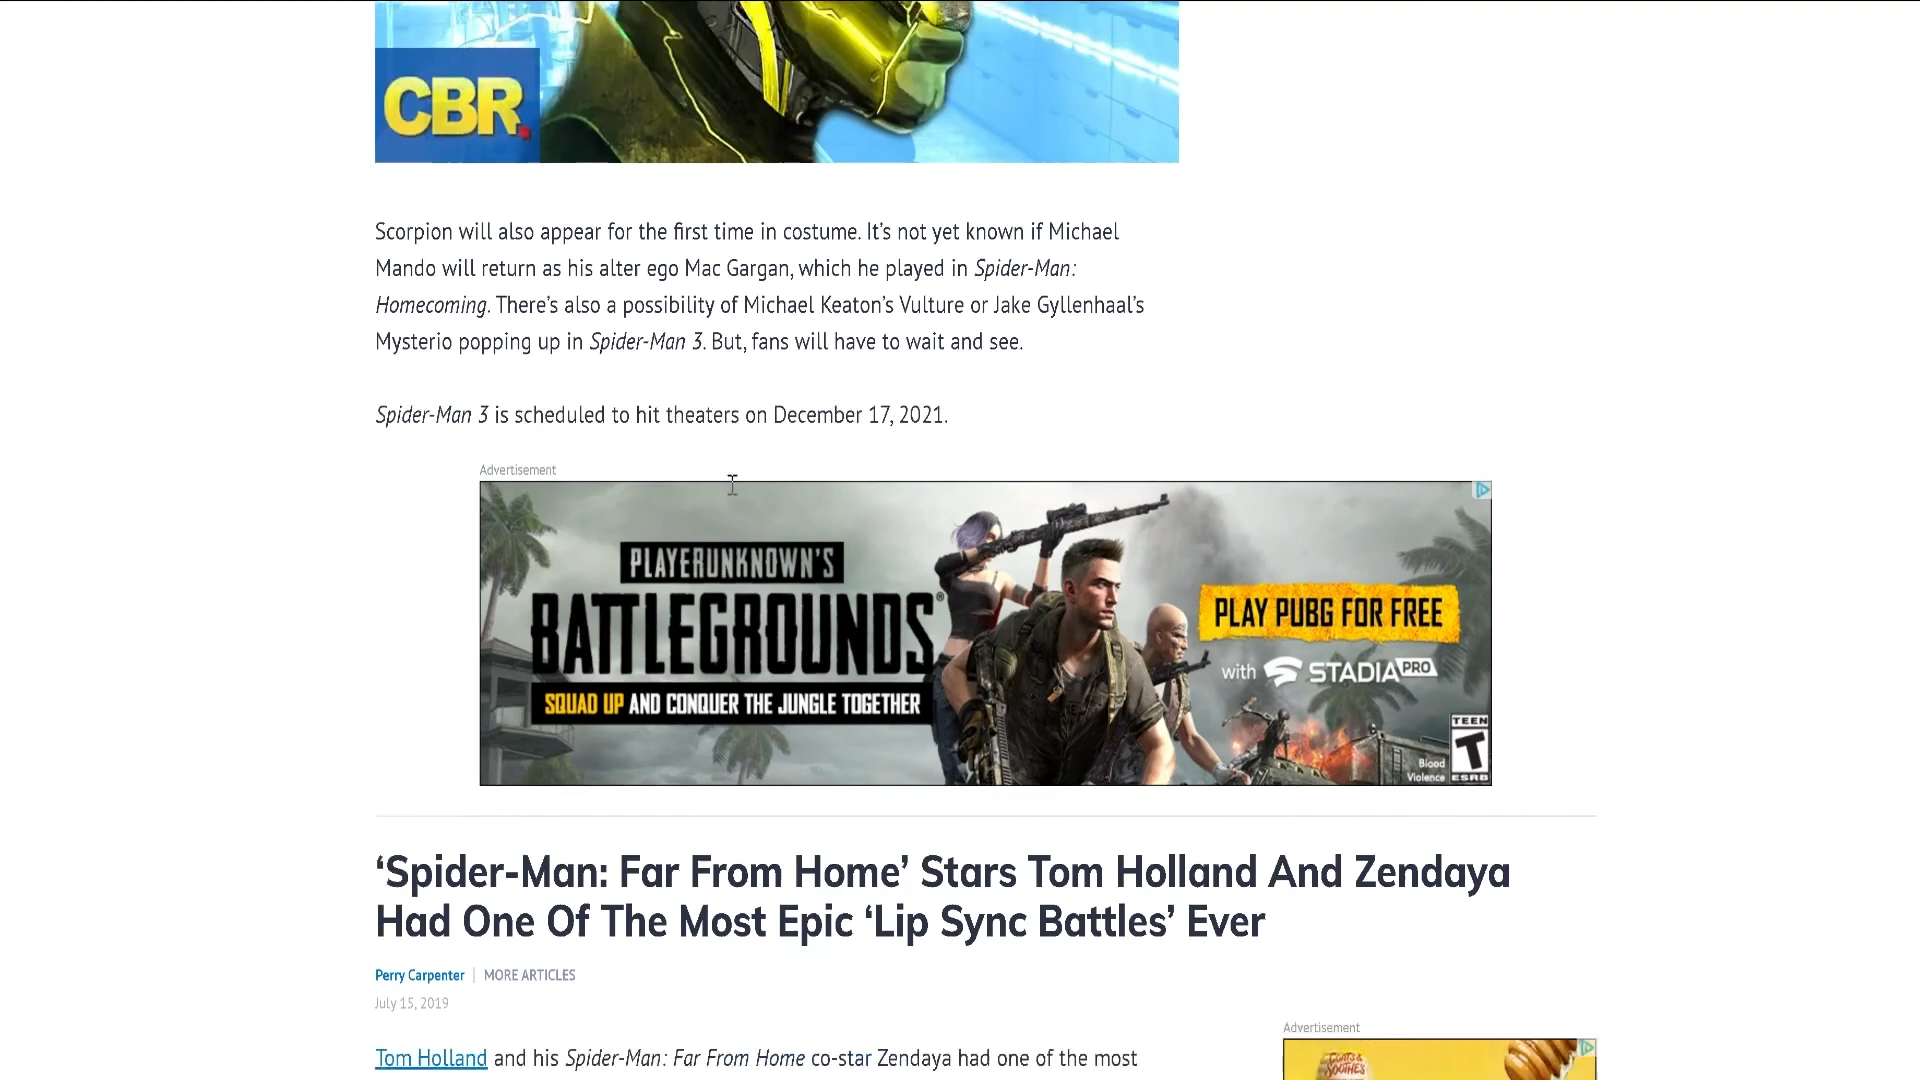 CBR.
Scorpion will also appear for the first time in costume. It’s not yet known if Michael
Mando will return as his alter ego Mac Gargan, which he played in Spider-Man:
Homecoming. There’s also a possibility of Michael Keaton’s Vulture or Jake Gyllenhaal’s
Mysterio popping up in Spider-Man 3. But, fans will have to wait and see.
Spider-Man 3 is scheduled to hit theaters on December 17, 2021.
Advertisement
PLAYERUNKNOWN'S
BATTLEGROUNDS®
SQUAD UP AND CONQUER THE JUNGLE TOGETHER
PLAY PUBG FOR FREE
with STADIA PRO
TEEN
T
Blood
Violence
ESRB
‘Spider-Man: Far From Home’ Stars Tom Holland And Zendaya
Had One Of The Most Epic ‘Lip Sync Battles’ Ever
Perry Carpenter | MORE ARTICLES
July 15, 2019
Advertisement
Tom Holland and his Spider-Man: Far From Home co-star Zendaya had one of the most